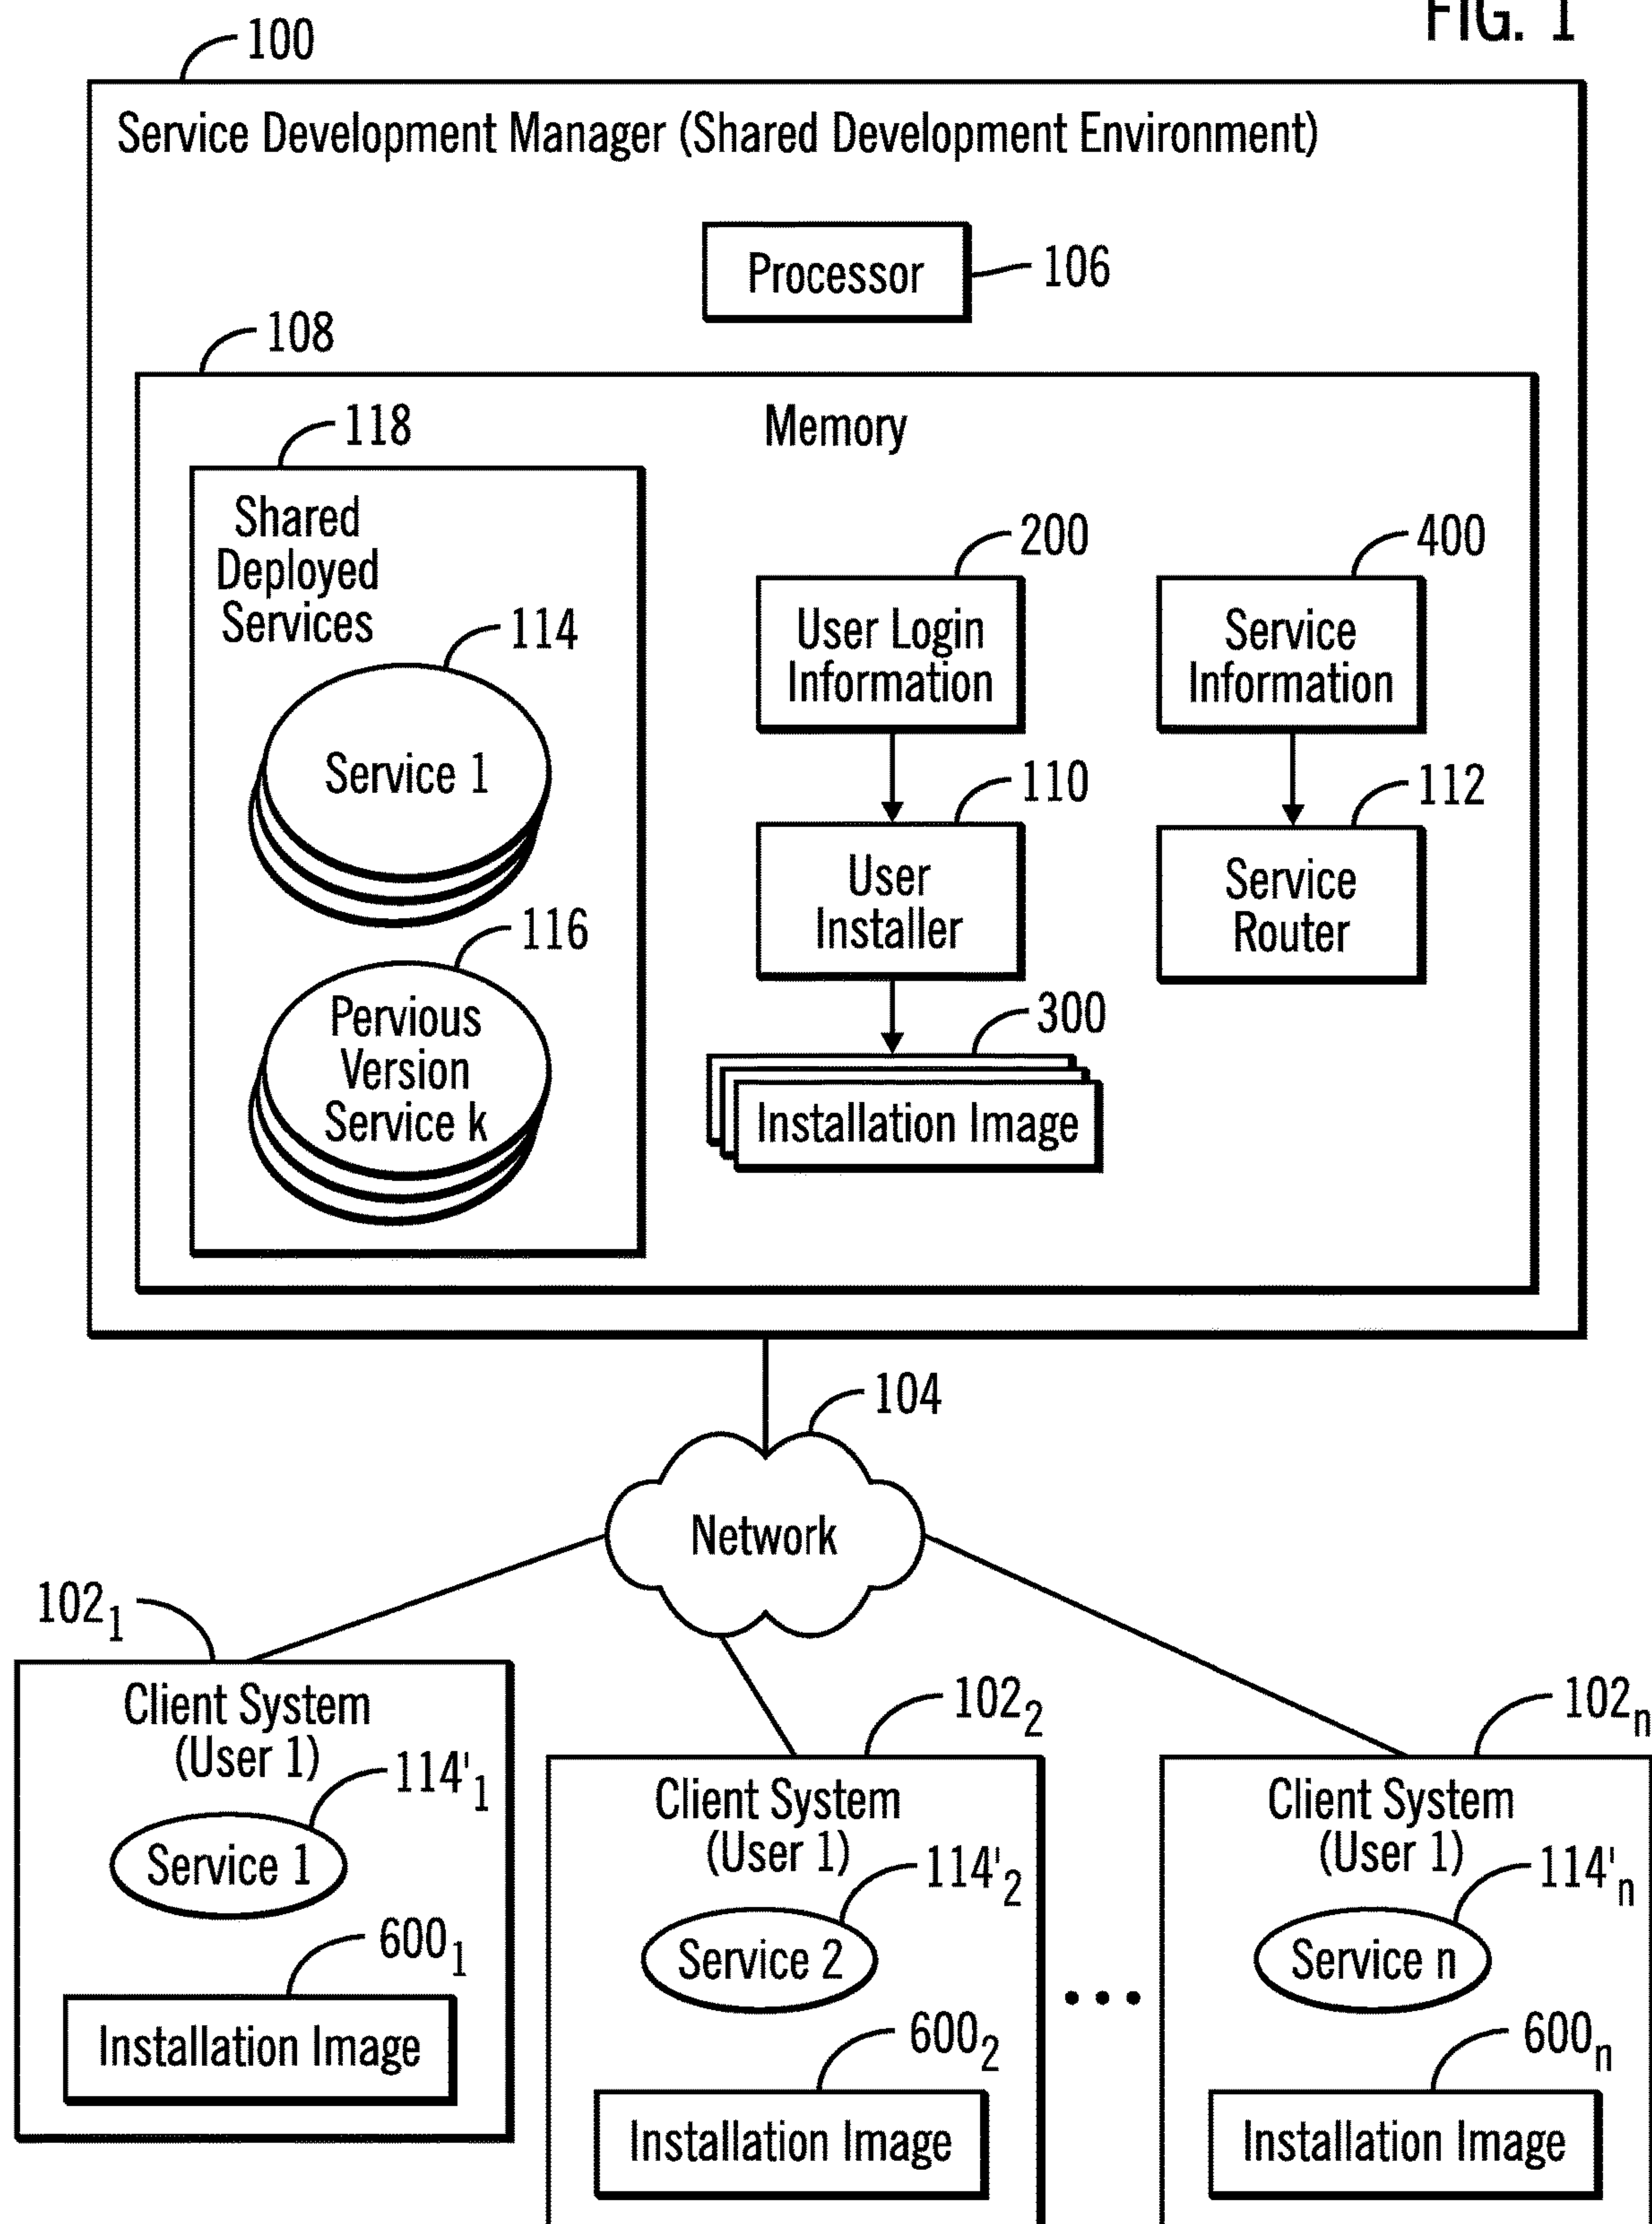 FIG. 1
100
Service Development Manager (Shared Development Environment)
Processor
106
108
Memory
118
Shared
Deployed
Services
114
Service 1
116
Pervious
Version
Service k
200
User Login
Information
110
User
Installer
300
Installation Image
400
Service
Information
112
Service
Router
104
Network
102₁
Client System
(User 1)
114'₁
Service 1
600₁
Installation Image
102₂
Client System
(User 1)
114'₂
Service 2
600₂
Installation Image
• • •
102ₙ
Client System
(User 1)
114'ₙ
Service n
600ₙ
Installation Image